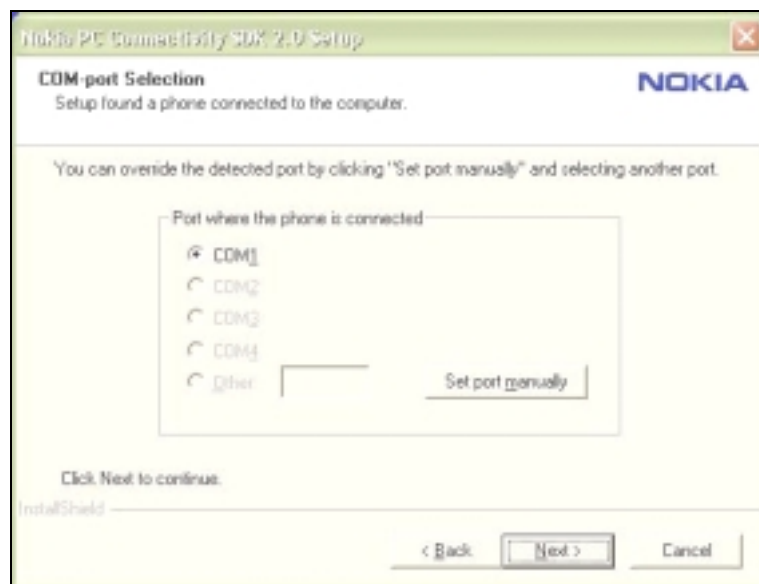 Nokia PC Connectivity SDK 2.0 Setup
COM-port Selection
NOKIA
Setup found a phone connected to the computer.
You can override the detected port by clicking "Set port manually" and selecting another port.
Port where the phone is connected
COM1
COM2
COM3
COM4
Other
Set port manually
Click Next to continue.
InstallShield
< Back
Next >
Cancel